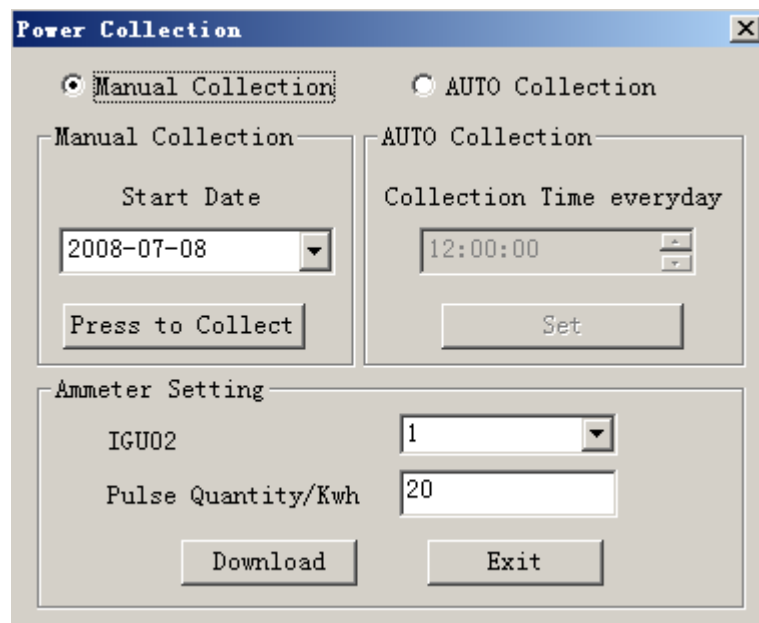 Power Collection
Manual Collection
AUTO Collection
Manual Collection
Start Date
2008-07-08
Press to Collect
AUTO Collection
Collection Time everyday
12:00:00
Set
Ammeter Setting
IGU02
1
Pulse Quantity/Kwh
20
Download
Exit